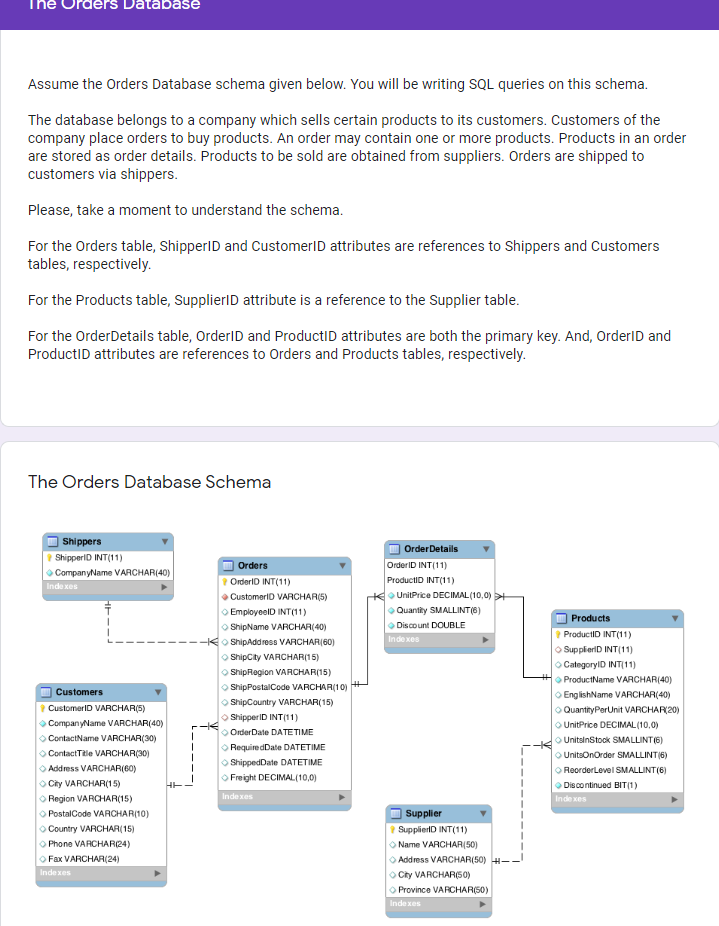 The Orders Database
Assume the Orders Database schema given below. You will be writing SQL queries on this schema.
The database belongs to a company which sells certain products to its customers. Customers of the
company place orders to buy products. An order may contain one or more products. Products in an order
are stored as order details. Products to be sold are obtained from suppliers. Orders are shipped to
customers via shippers.
Please, take a moment to understand the schema.
For the Orders table, ShipperID and CustomerID attributes are references to Shippers and Customers
tables, respectively.
For the Products table, SupplierID attribute is a reference to the Supplier table.
For the OrderDetails table, OrderID and ProductID attributes are both the primary key. And, OrderID and
ProductID attributes are references to Orders and Products tables, respectively.
The Orders Database Schema
Shippers
ShipperID INT(11)
CompanyName VARCHAR(40)
Indexes
Customers
CustomerID VARCHAR(5)
CompanyName VARCHAR(40)
ContactName VARCHAR(30)
ContactTitle VARCHAR(30)
Address VARCHAR(60)
City VARCHAR(15)
Region VARCHAR(15)
PostalCode VARCHAR(10)
Country VARCHAR(15)
Phone VARCHAR(24)
Fax VARCHAR(24)
Indexes
Orders
OrderID INT(11)
CustomerID VARCHAR(5)
EmployeeID INT(11)
ShipName VARCHAR(40)
ShipAddress VARCHAR(60)
ShipCity VARCHAR(15)
ShipRegion VARCHAR(15)
ShipPostalCode VARCHAR(10)
ShipCountry VARCHAR(15)
ShipperID INT(11)
OrderDate DATETIME
RequiredDate DATETIME
ShippedDate DATETIME
Freight DECIMAL(10,0)
Indexes
OrderDetails
OrderID INT(11)
ProductID INT(11)
UnitPrice DECIMAL(10,0)
Quantity SMALLINT(6)
Discount DOUBLE
Indexes
Supplier
SupplierID INT(11)
Name VARCHAR(50)
Address VARCHAR(50)
City VARCHAR(50)
Province VARCHAR(50)
Indexes
Products
ProductID INT(11)
SupplierID INT(11)
CategoryID INT(11)
ProductName VARCHAR(40)
EnglishName VARCHAR(40)
QuantityPerUnit VARCHAR(20)
UnitPrice DECIMAL(10,0)
UnitsInStock SMALLINT(6)
UnitsOnOrder SMALLINT(6)
ReorderLevel SMALLINT(6)
Discontinued BIT(1)
Indexes